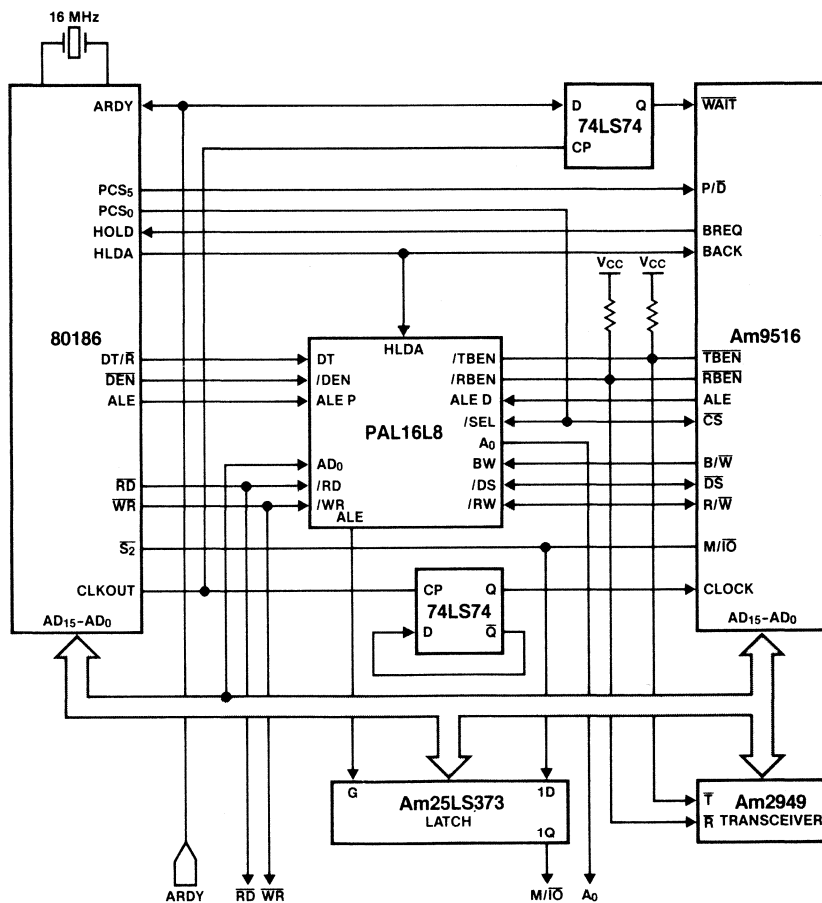 16 MHz
ARDY
D Q
74LS74
CP
WAIT
PCS5
P/D
PCS0
HOLD
BREQ
HLDA
BACK
VCC VCC
80186
Am9516
HLDA
DT/R
DT
/TBEN
TBEN
DEN
/DEN
/RBEN
RBEN
ALE
ALE P
ALE D
ALE
PAL16L8
/SEL
CS
A0
AD0
BW
B/W
RD
/RD
/DS
DS
WR
/WR
/RW
R/W
ALE
S2
M/IO
CLKOUT
CP Q
74LS74
D Q
CLOCK
AD15-AD0
AD15-AD0
G
Am25LS373
1D
LATCH
1Q
T
Am2949
R
TRANSCEIVER
ARDY
RD
WR
M/IO
A0